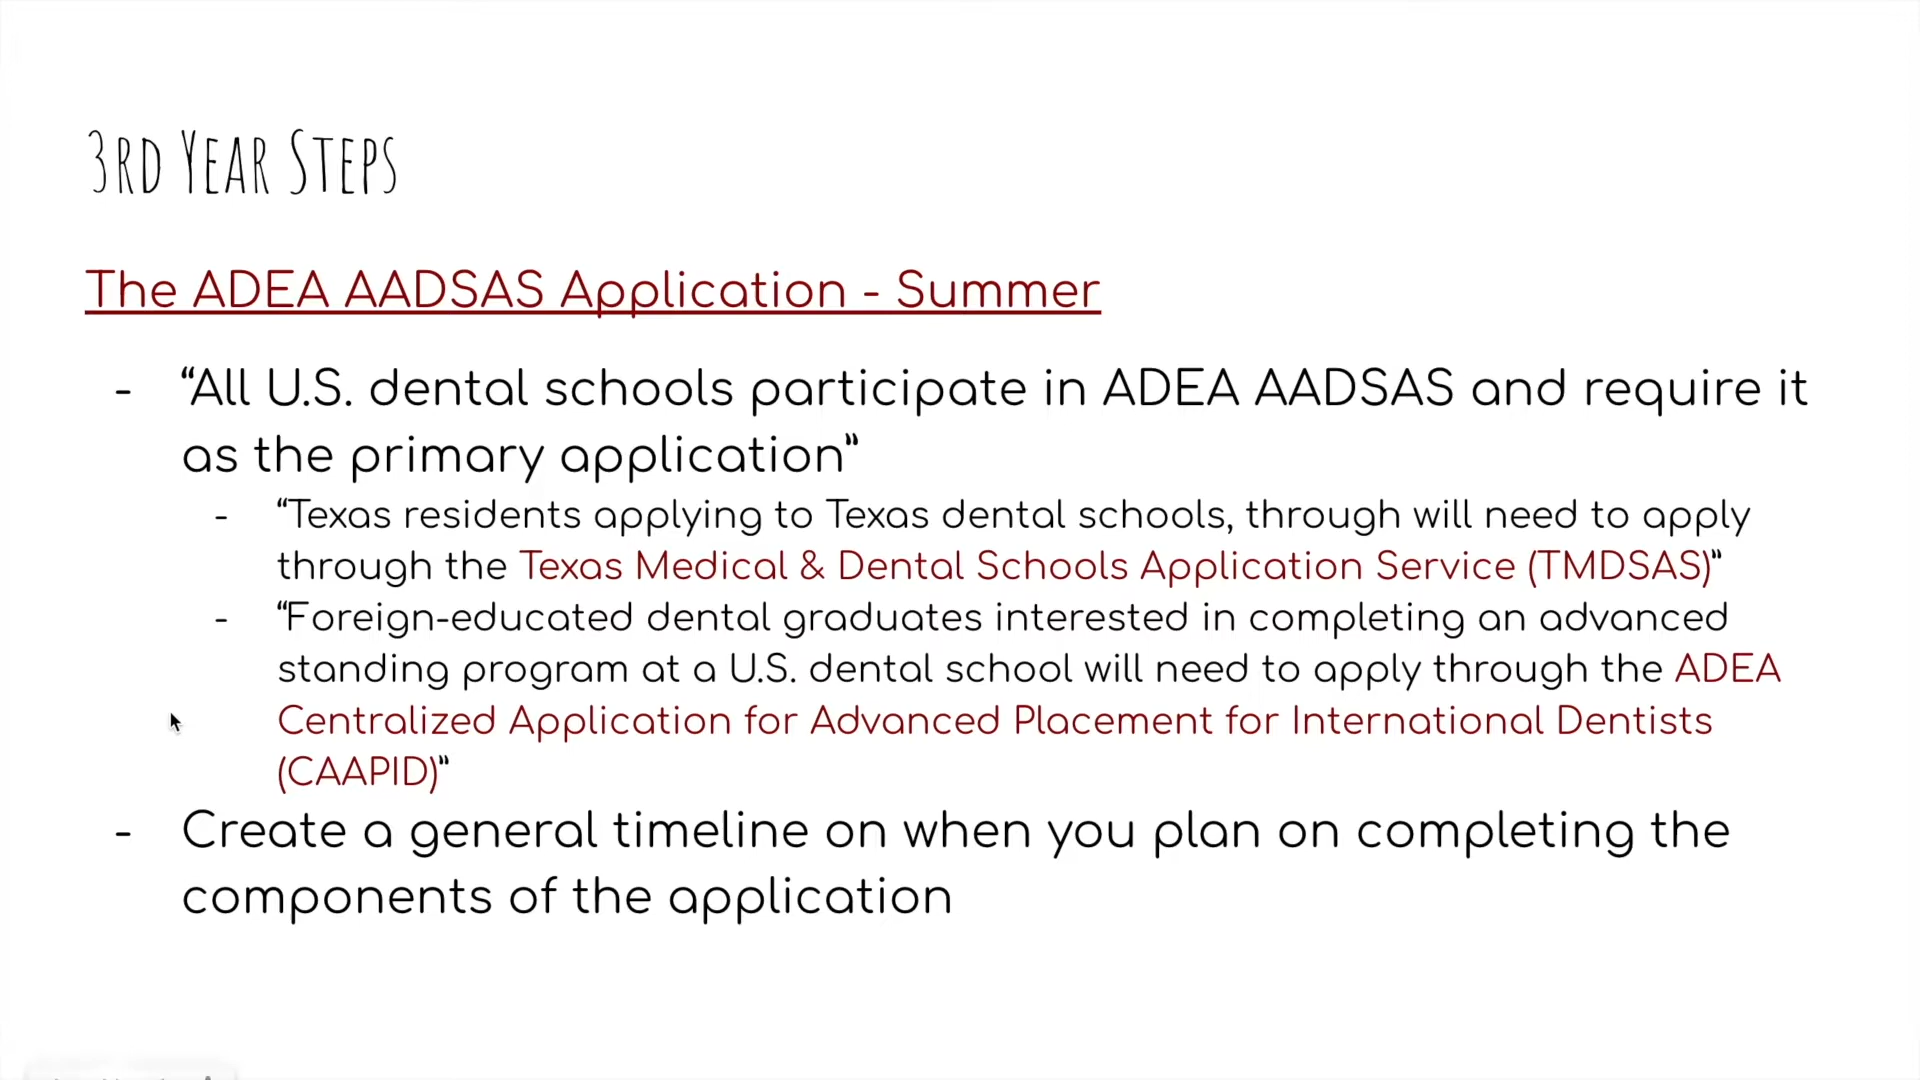 3rd Year Steps
The ADEA AADSAS Application - Summer
- “All U.S. dental schools participate in ADEA AADSAS and require it
as the primary application”
- “Texas residents applying to Texas dental schools, through will need to apply
through the Texas Medical & Dental Schools Application Service (TMDSAS)”
- “Foreign-educated dental graduates interested in completing an advanced
standing program at a U.S. dental school will need to apply through the ADEA
Centralized Application for Advanced Placement for International Dentists
(CAAPID)”
- Create a general timeline on when you plan on completing the
components of the application